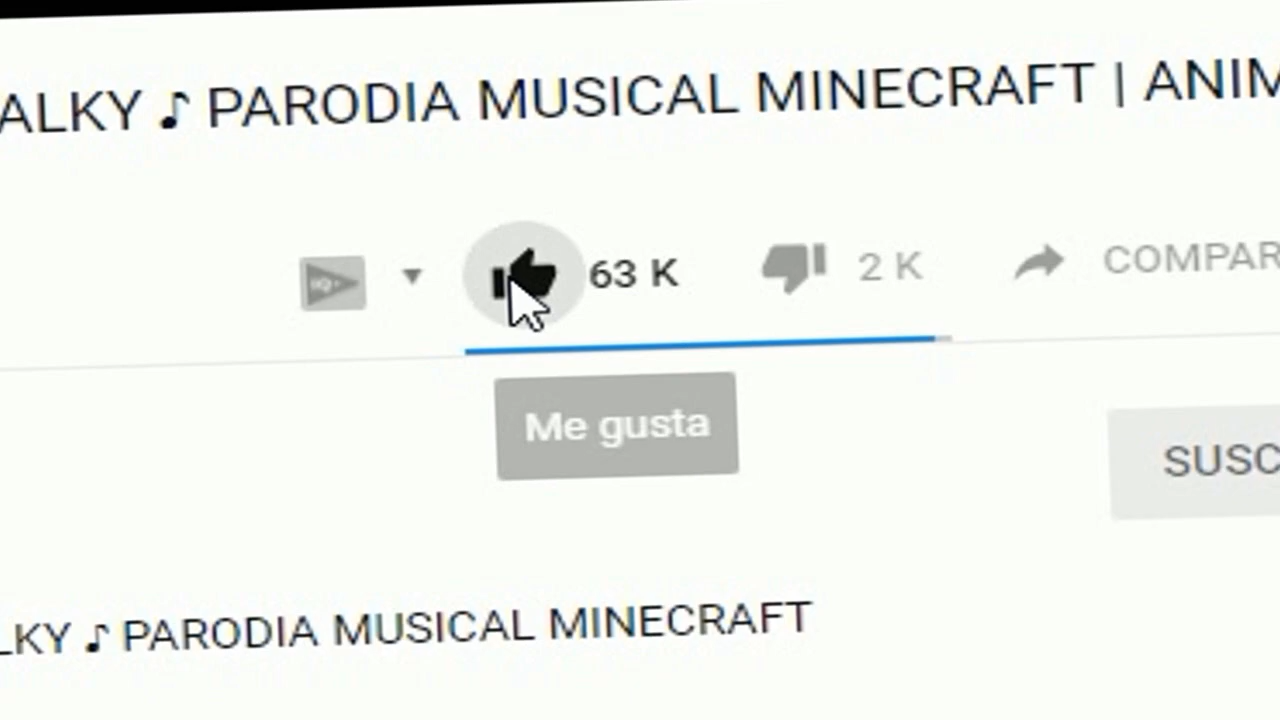 ALKY ♪ PARODIA MUSICAL MINECRAFT | ANIM
63 K 2 K COMPAR
Me gusta
SUSC
LKY ♪ PARODIA MUSICAL MINECRAFT